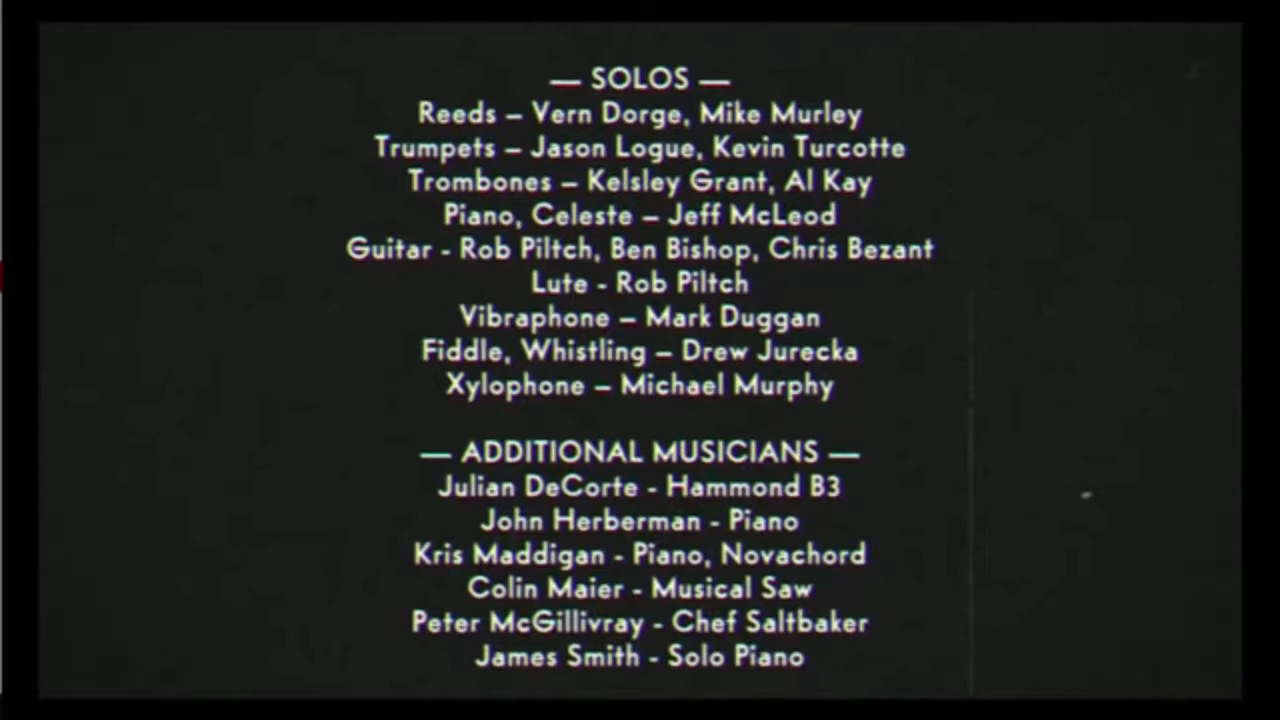 — SOLOS —
Reeds – Vern Dorge, Mike Murley
Trumpets – Jason Logue, Kevin Turcotte
Trombones – Kelsley Grant, Al Kay
Piano, Celeste – Jeff McLeod
Guitar - Rob Piltch, Ben Bishop, Chris Bezant
Lute - Rob Piltch
Vibraphone – Mark Duggan
Fiddle, Whistling – Drew Jurecka
Xylophone – Michael Murphy
— ADDITIONAL MUSICIANS —
Julian DeCorte - Hammond B3
John Herberman - Piano
Kris Maddigan - Piano, Novachord
Colin Maier - Musical Saw
Peter McGillivray - Chef Saltbaker
James Smith - Solo Piano